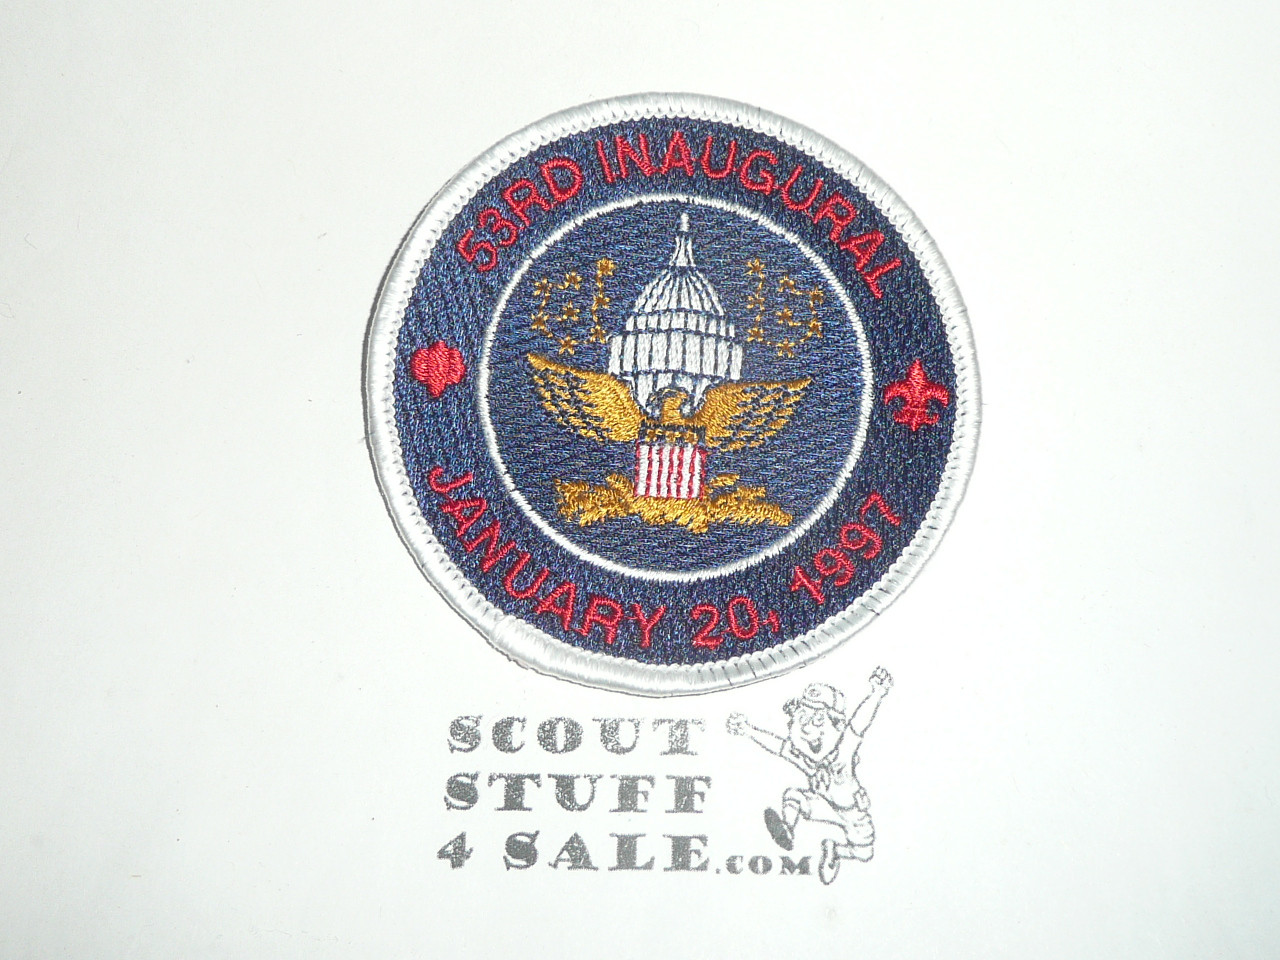 53RD INAUGURAL
JANUARY 20, 1997
SCOUT
STUFF
4 SALE.COM